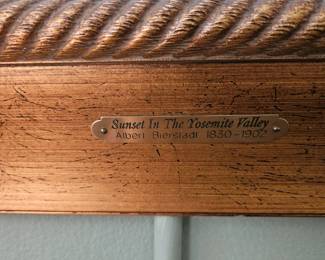 Sunset In The Yosemite Valley
Albert Bierstadt 1830-1902